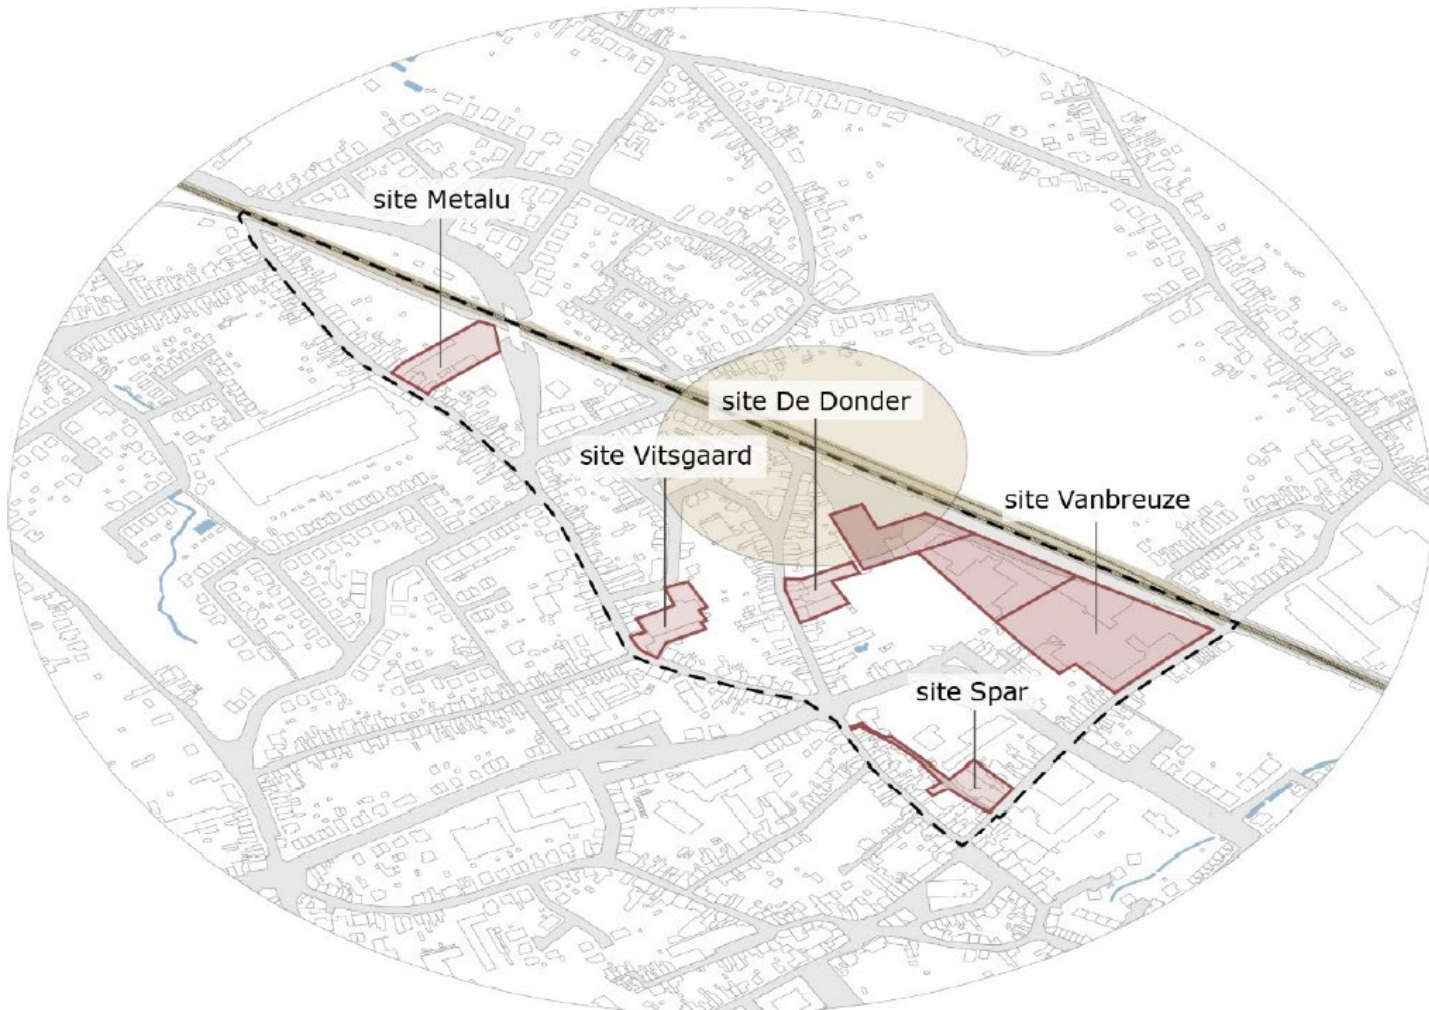 site Metalu
site De Donder
site Vitsgaard
site Vanbreuze
site Spar